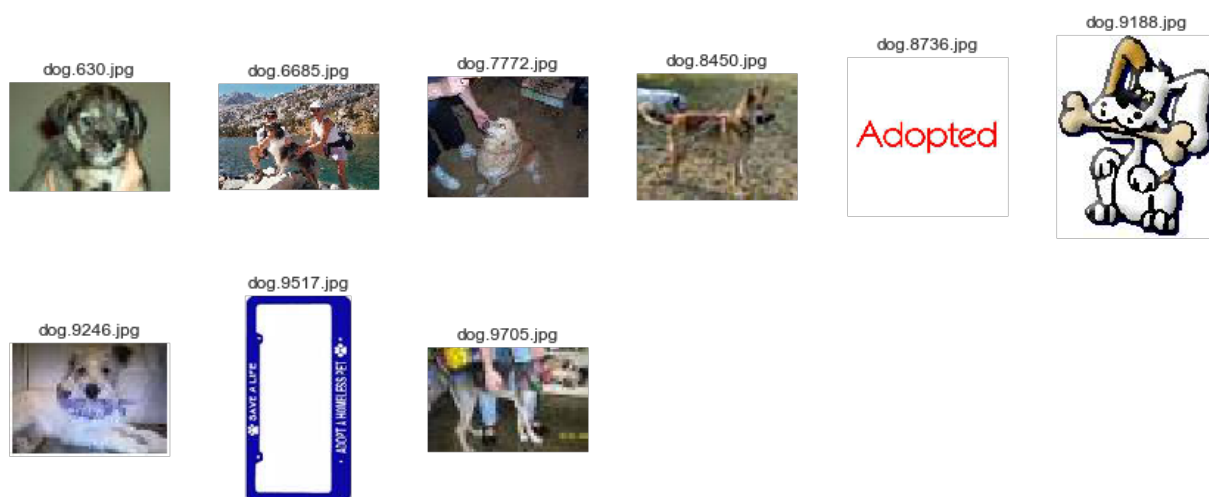 dog.630.jpg
dog.6685.jpg
dog.7772.jpg
dog.8450.jpg
dog.8736.jpg
Adopted
dog.9188.jpg
dog.9246.jpg
dog.9517.jpg
SAVE A LIFE
ADOPT A HOMELESS PET
dog.9705.jpg